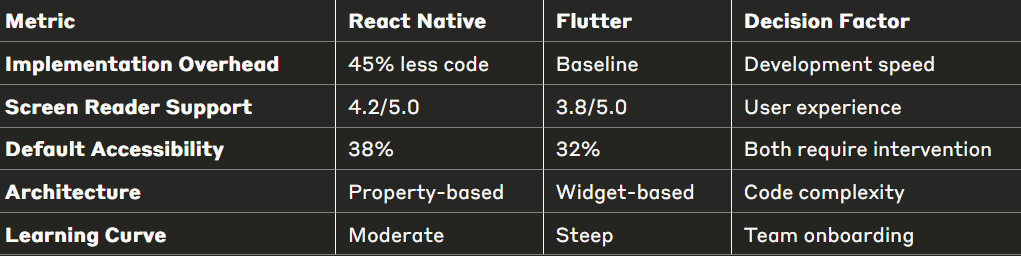 Metric React Native Flutter Decision Factor
Implementation Overhead 45% less code Baseline Development speed
Screen Reader Support 4.2/5.0 3.8/5.0 User experience
Default Accessibility 38% 32% Both require intervention
Architecture Property-based Widget-based Code complexity
Learning Curve Moderate Steep Team onboarding